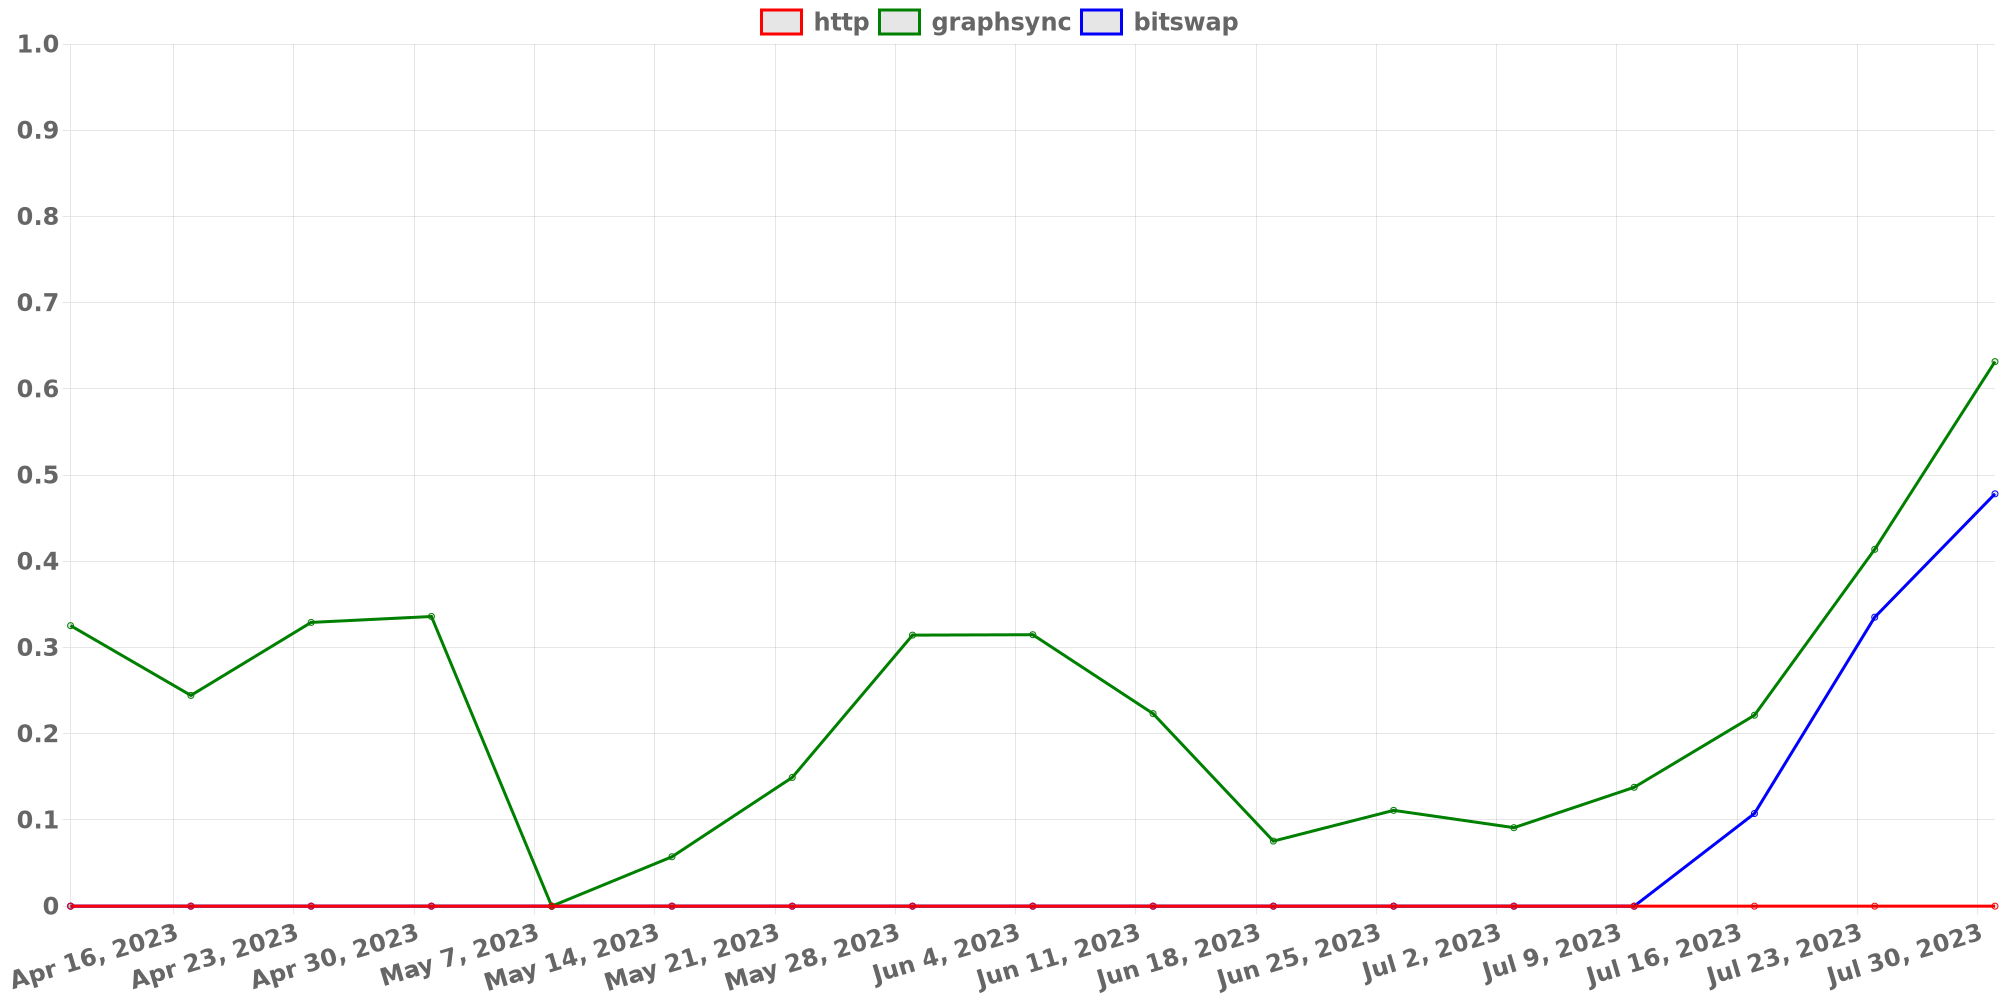 http graphsync bitswap
1.0
0.9
0.8
0.7
0.6
0.5
0.4
0.3
0.2
0.1
0
Apr 16, 2023
Apr 23, 2023
Apr 30, 2023
May 7, 2023
May 14, 2023
May 21, 2023
May 28, 2023
Jun 4, 2023
Jun 11, 2023
Jun 18, 2023
Jun 25, 2023
Jul 2, 2023
Jul 9, 2023
Jul 16, 2023
Jul 23, 2023
Jul 30, 2023